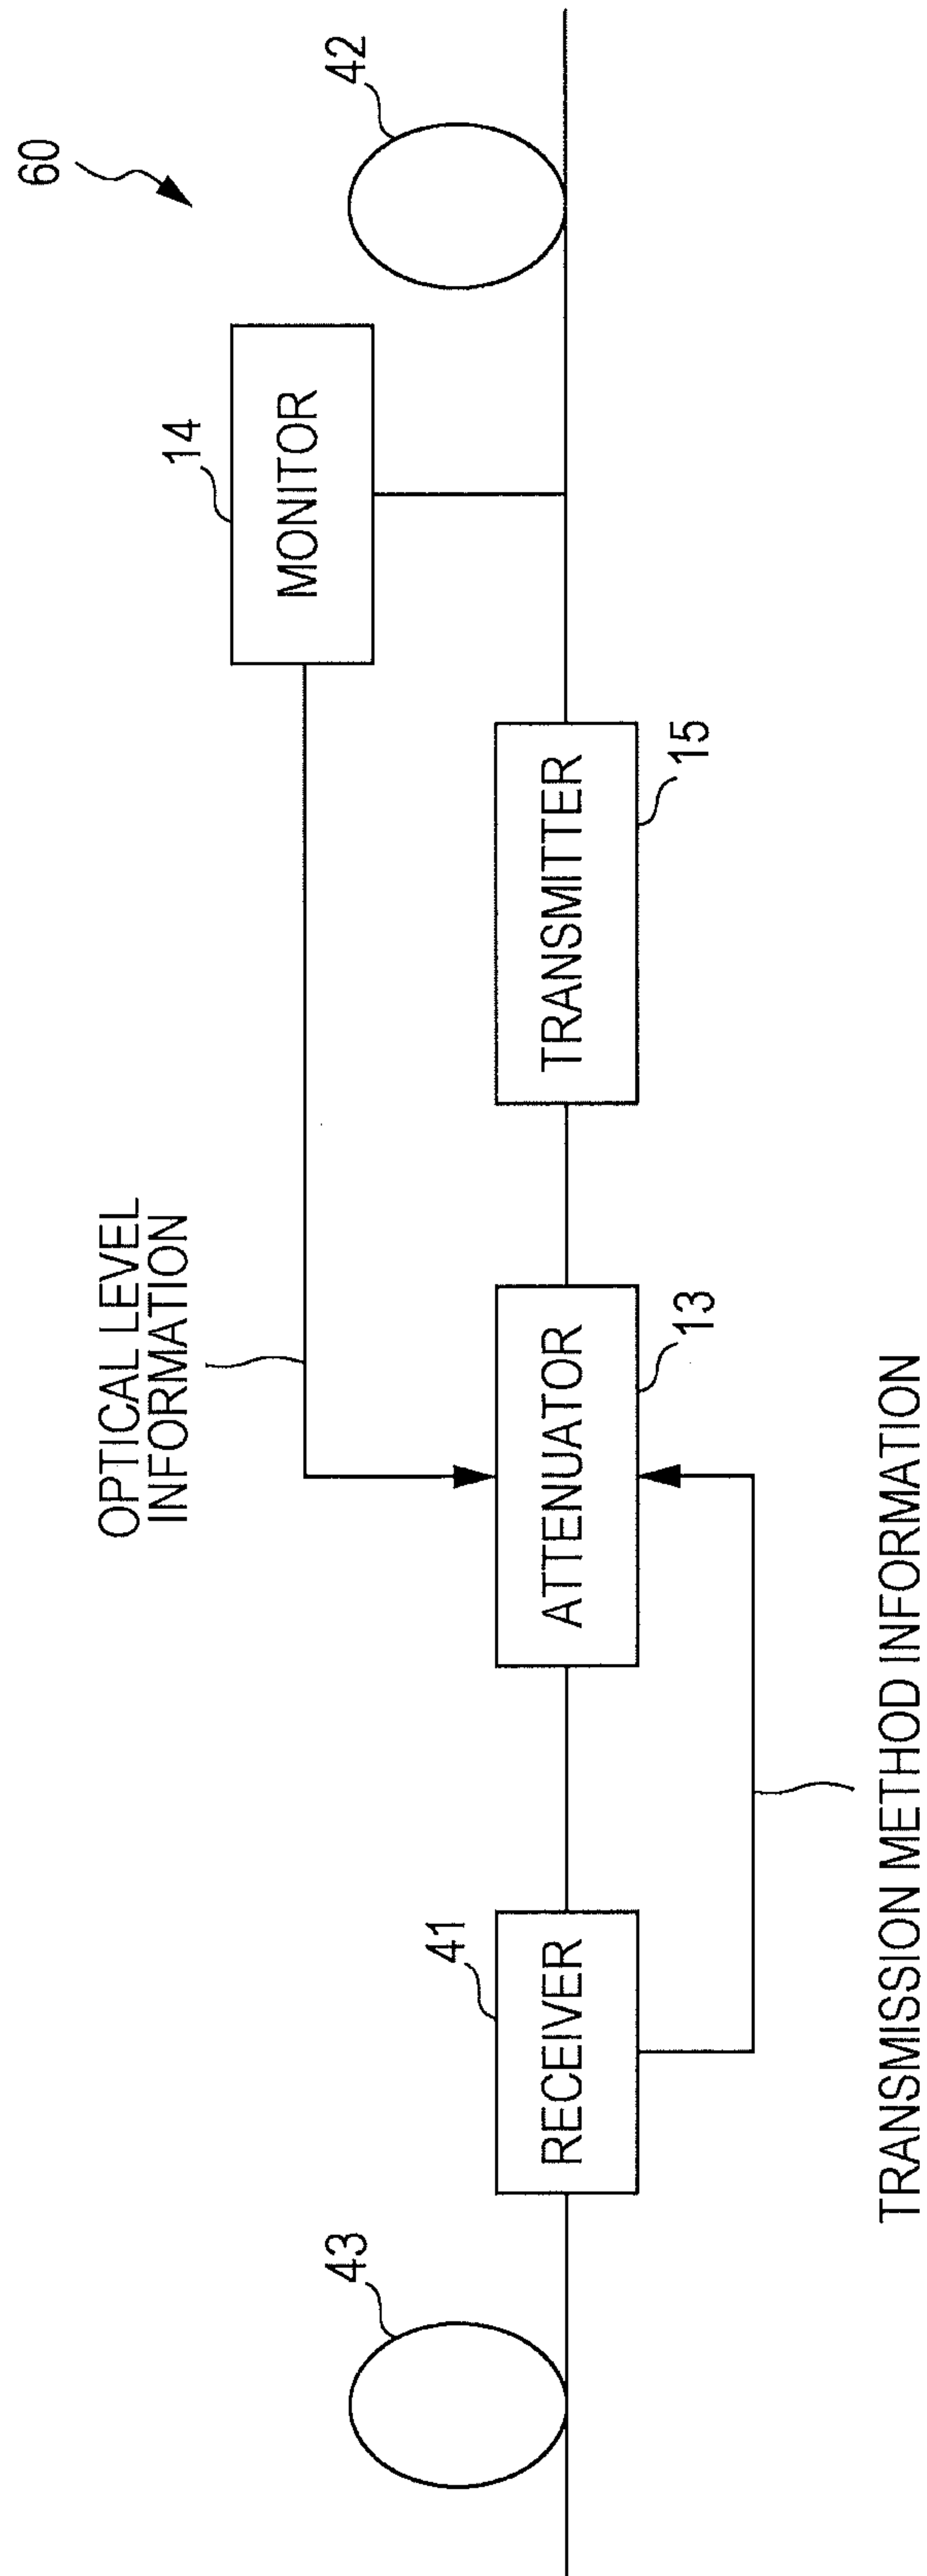 60
OPTICAL LEVEL
INFORMATION
14
MONITOR
42
43
41
RECEIVER
ATTENUATOR
13
TRANSMITTER
15
TRANSMISSION METHOD INFORMATION